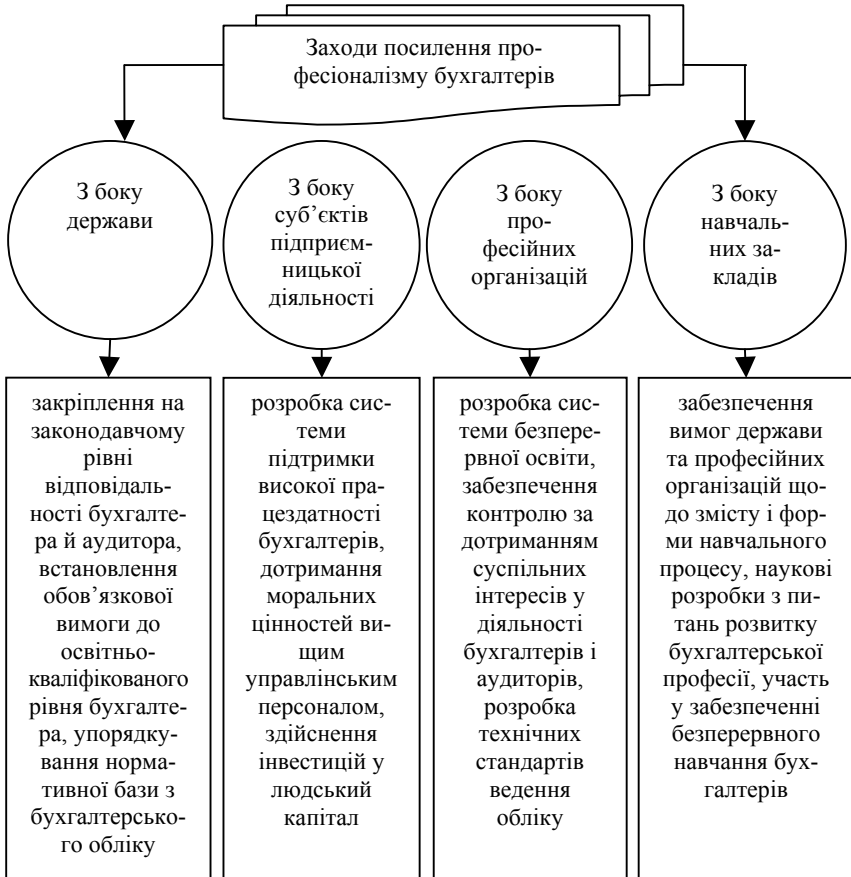 Заходи посилення про-
фесіоналізму бухгалтерів
З боку
держави
З боку
суб’єктів
підприєм-
ницької
діяльності
З боку
про-
фесійних
організацій
З боку
навчаль-
них за-
кладів
закріплення на
законодавчому
рівні
відповідаль-
ності бухгалте-
ра й аудитора,
встановлення
обов’язкової
вимоги до
освітньо-
кваліфікованого
рівня бухгалте-
ра, упорядку-
вання норма-
тивної бази з
бухгалтерсько-
го обліку
розробка сис-
теми
підтримки
високої пра-
цездатності
бухгалтерів,
дотримання
моральних
цінностей ви-
щим
управлінським
персоналом,
здійснення
інвестицій у
людський
капітал
розробка сис-
теми безпере-
рвної освіти,
забезпечення
контролю за
дотриманням
суспільних
інтересів у
діяльності
бухгалтерів і
аудиторів,
розробка
технічних
стандартів
ведення
обліку
забезпечення
вимог держави
та професійних
організацій що-
до змісту і фор-
ми навчального
процесу, наукові
розробки з пи-
тань розвитку
бухгалтерської
професії, участь
у забезпеченні
безперервного
навчання бух-
галтерів